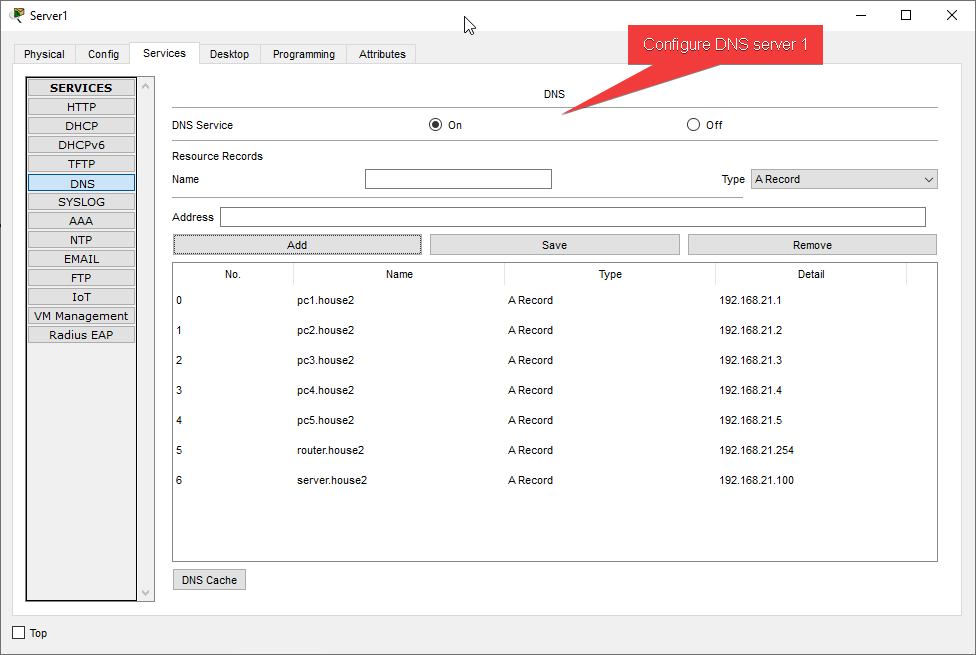 Server1
Physical Config Services Desktop Programming Attributes
Configure DNS server 1
SERVICES
HTTP
DHCP
DHCPv6
TFTP
DNS
SYSLOG
AAA
NTP
EMAIL
FTP
IoT
VM Management
Radius EAP
DNS
DNS Service On Off
Resource Records
Name Type A Record
Address
Add Save Remove
No. Name Type Detail
0 pc1.house2 A Record 192.168.21.1
1 pc2.house2 A Record 192.168.21.2
2 pc3.house2 A Record 192.168.21.3
3 pc4.house2 A Record 192.168.21.4
4 pc5.house2 A Record 192.168.21.5
5 router.house2 A Record 192.168.21.254
6 server.house2 A Record 192.168.21.100
DNS Cache
Top